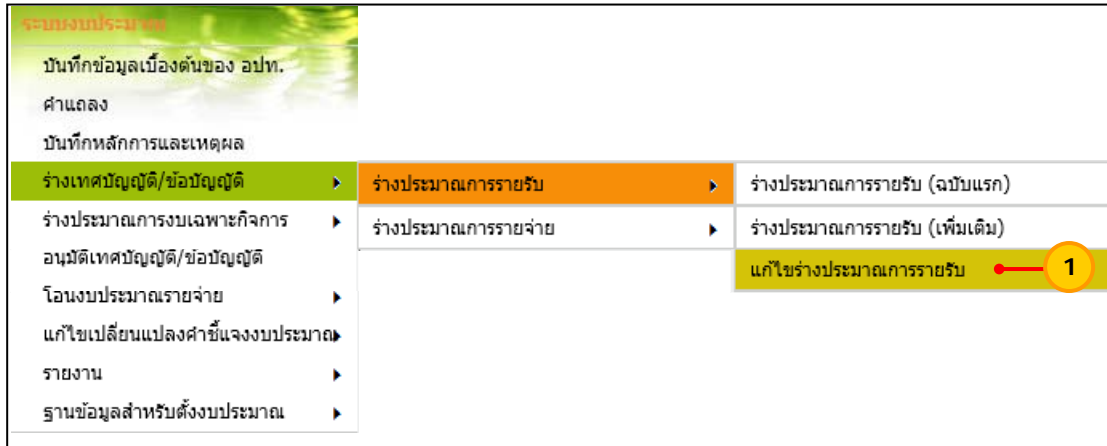 ระบบงบประมาณ
บันทึกข้อมูลเบื้องต้นของ อปท.
คำแถลง
บันทึกหลักการและเหตุผล
ร่างเทศบัญญัติ/ข้อบัญญัติ
ร่างประมาณการรายรับ
ร่างประมาณการรายรับ (ฉบับแรก)
ร่างประมาณการงบเฉพาะกิจการ
ร่างประมาณการรายจ่าย
ร่างประมาณการรายรับ (เพิ่มเติม)
อนุมัติเทศบัญญัติ/ข้อบัญญัติ
แก้ไขร่างประมาณการรายรับ
1
โอนงบประมาณรายจ่าย
แก้ไขเปลี่ยนแปลงคำชี้แจงงบประมาณ
รายงาน
ฐานข้อมูลสำหรับตั้งงบประมาณ